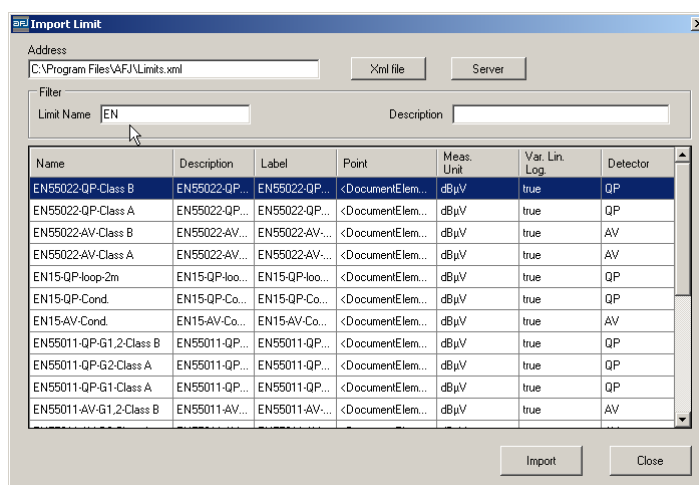 AFJ Import Limit
Address
C:\Program Files\AFJ\Limits.xml Xml file Server
Filter
Limit Name EN Description
Name Description Label Point Meas. Unit Var. Lin. Log. Detector
EN55022-QP-Class B EN55022-QP... EN55022-QP... <DocumentElem... dBµV true QP
EN55022-QP-Class A EN55022-QP... EN55022-QP... <DocumentElem... dBµV true QP
EN55022-AV-Class B EN55022-AV... EN55022-AV-... <DocumentElem... dBµV true AV
EN55022-AV-Class A EN55022-AV... EN55022-AV-... <DocumentElem... dBµV true AV
EN15-QP-loop-2m EN15-QP-loo... EN15-QP-loo... <DocumentElem... dBµV true QP
EN15-QP-Cond. EN15-QP-Co... EN15-QP-Co... <DocumentElem... dBµV true QP
EN15-AV-Cond. EN15-AV-Co... EN15-AV-Co... <DocumentElem... dBµV true AV
EN55011-QP-G1,2-Class B EN55011-QP... EN55011-QP... <DocumentElem... dBµV true QP
EN55011-QP-G2-Class A EN55011-QP... EN55011-QP... <DocumentElem... dBµV true QP
EN55011-QP-G1-Class A EN55011-QP... EN55011-QP... <DocumentElem... dBµV true QP
EN55011-AV-G1,2-Class B EN55011-AV... EN55011-AV-... <DocumentElem... dBµV true AV
Import Close